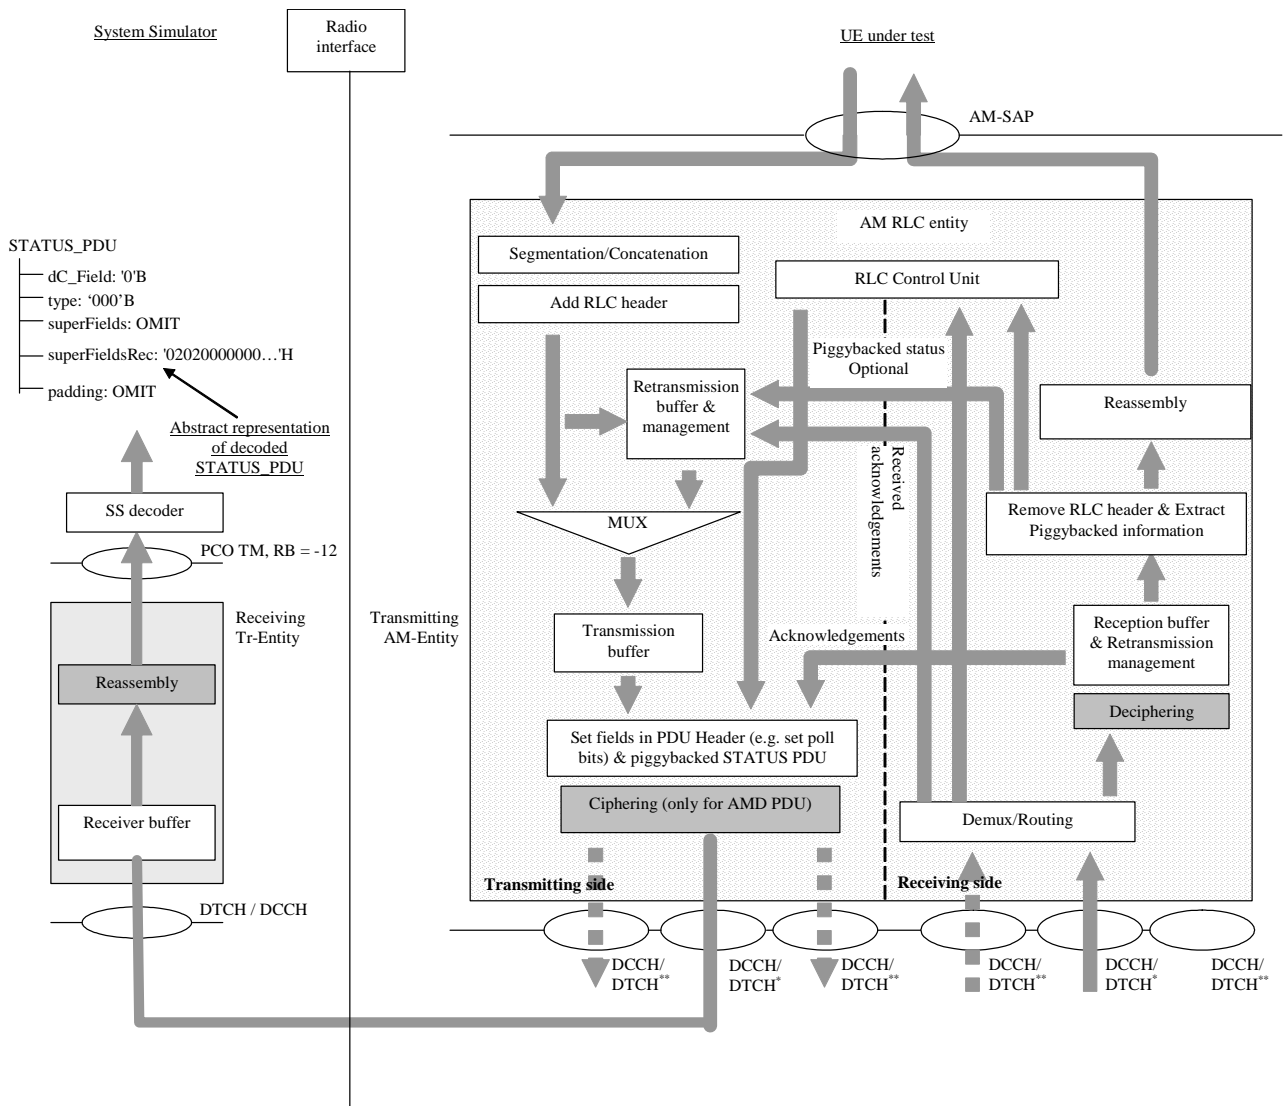 System Simulator
Radio
interface
UE under test
AM-SAP
STATUS_PDU
dC_Field: '0'B
type: ‘000’B
superFields: OMIT
superFieldsRec: '02020000000…'H
padding: OMIT
Abstract representation
of decoded
STATUS_PDU
SS decoder
PCO TM, RB = -12
Receiving
Tr-Entity
Reassembly
Receiver buffer
DTCH / DCCH
Transmitting
AM-Entity
AM RLC entity
Segmentation/Concatenation
Add RLC header
RLC Control Unit
Piggybacked status
Optional
Retransmission
buffer &
management
Reassembly
Received
acknowledgements
MUX
Remove RLC header & Extract
Piggybacked information
Transmission
buffer
Acknowledgements
Reception buffer
& Retransmission
management
Deciphering
Set fields in PDU Header (e.g. set poll
bits) & piggybacked STATUS PDU
Ciphering (only for AMD PDU)
Demux/Routing
Transmitting side
Receiving side
DCCH/
DTCH**
DCCH/
DTCH*
DCCH/
DTCH**
DCCH/
DTCH**
DCCH/
DTCH*
DCCH/
DTCH**